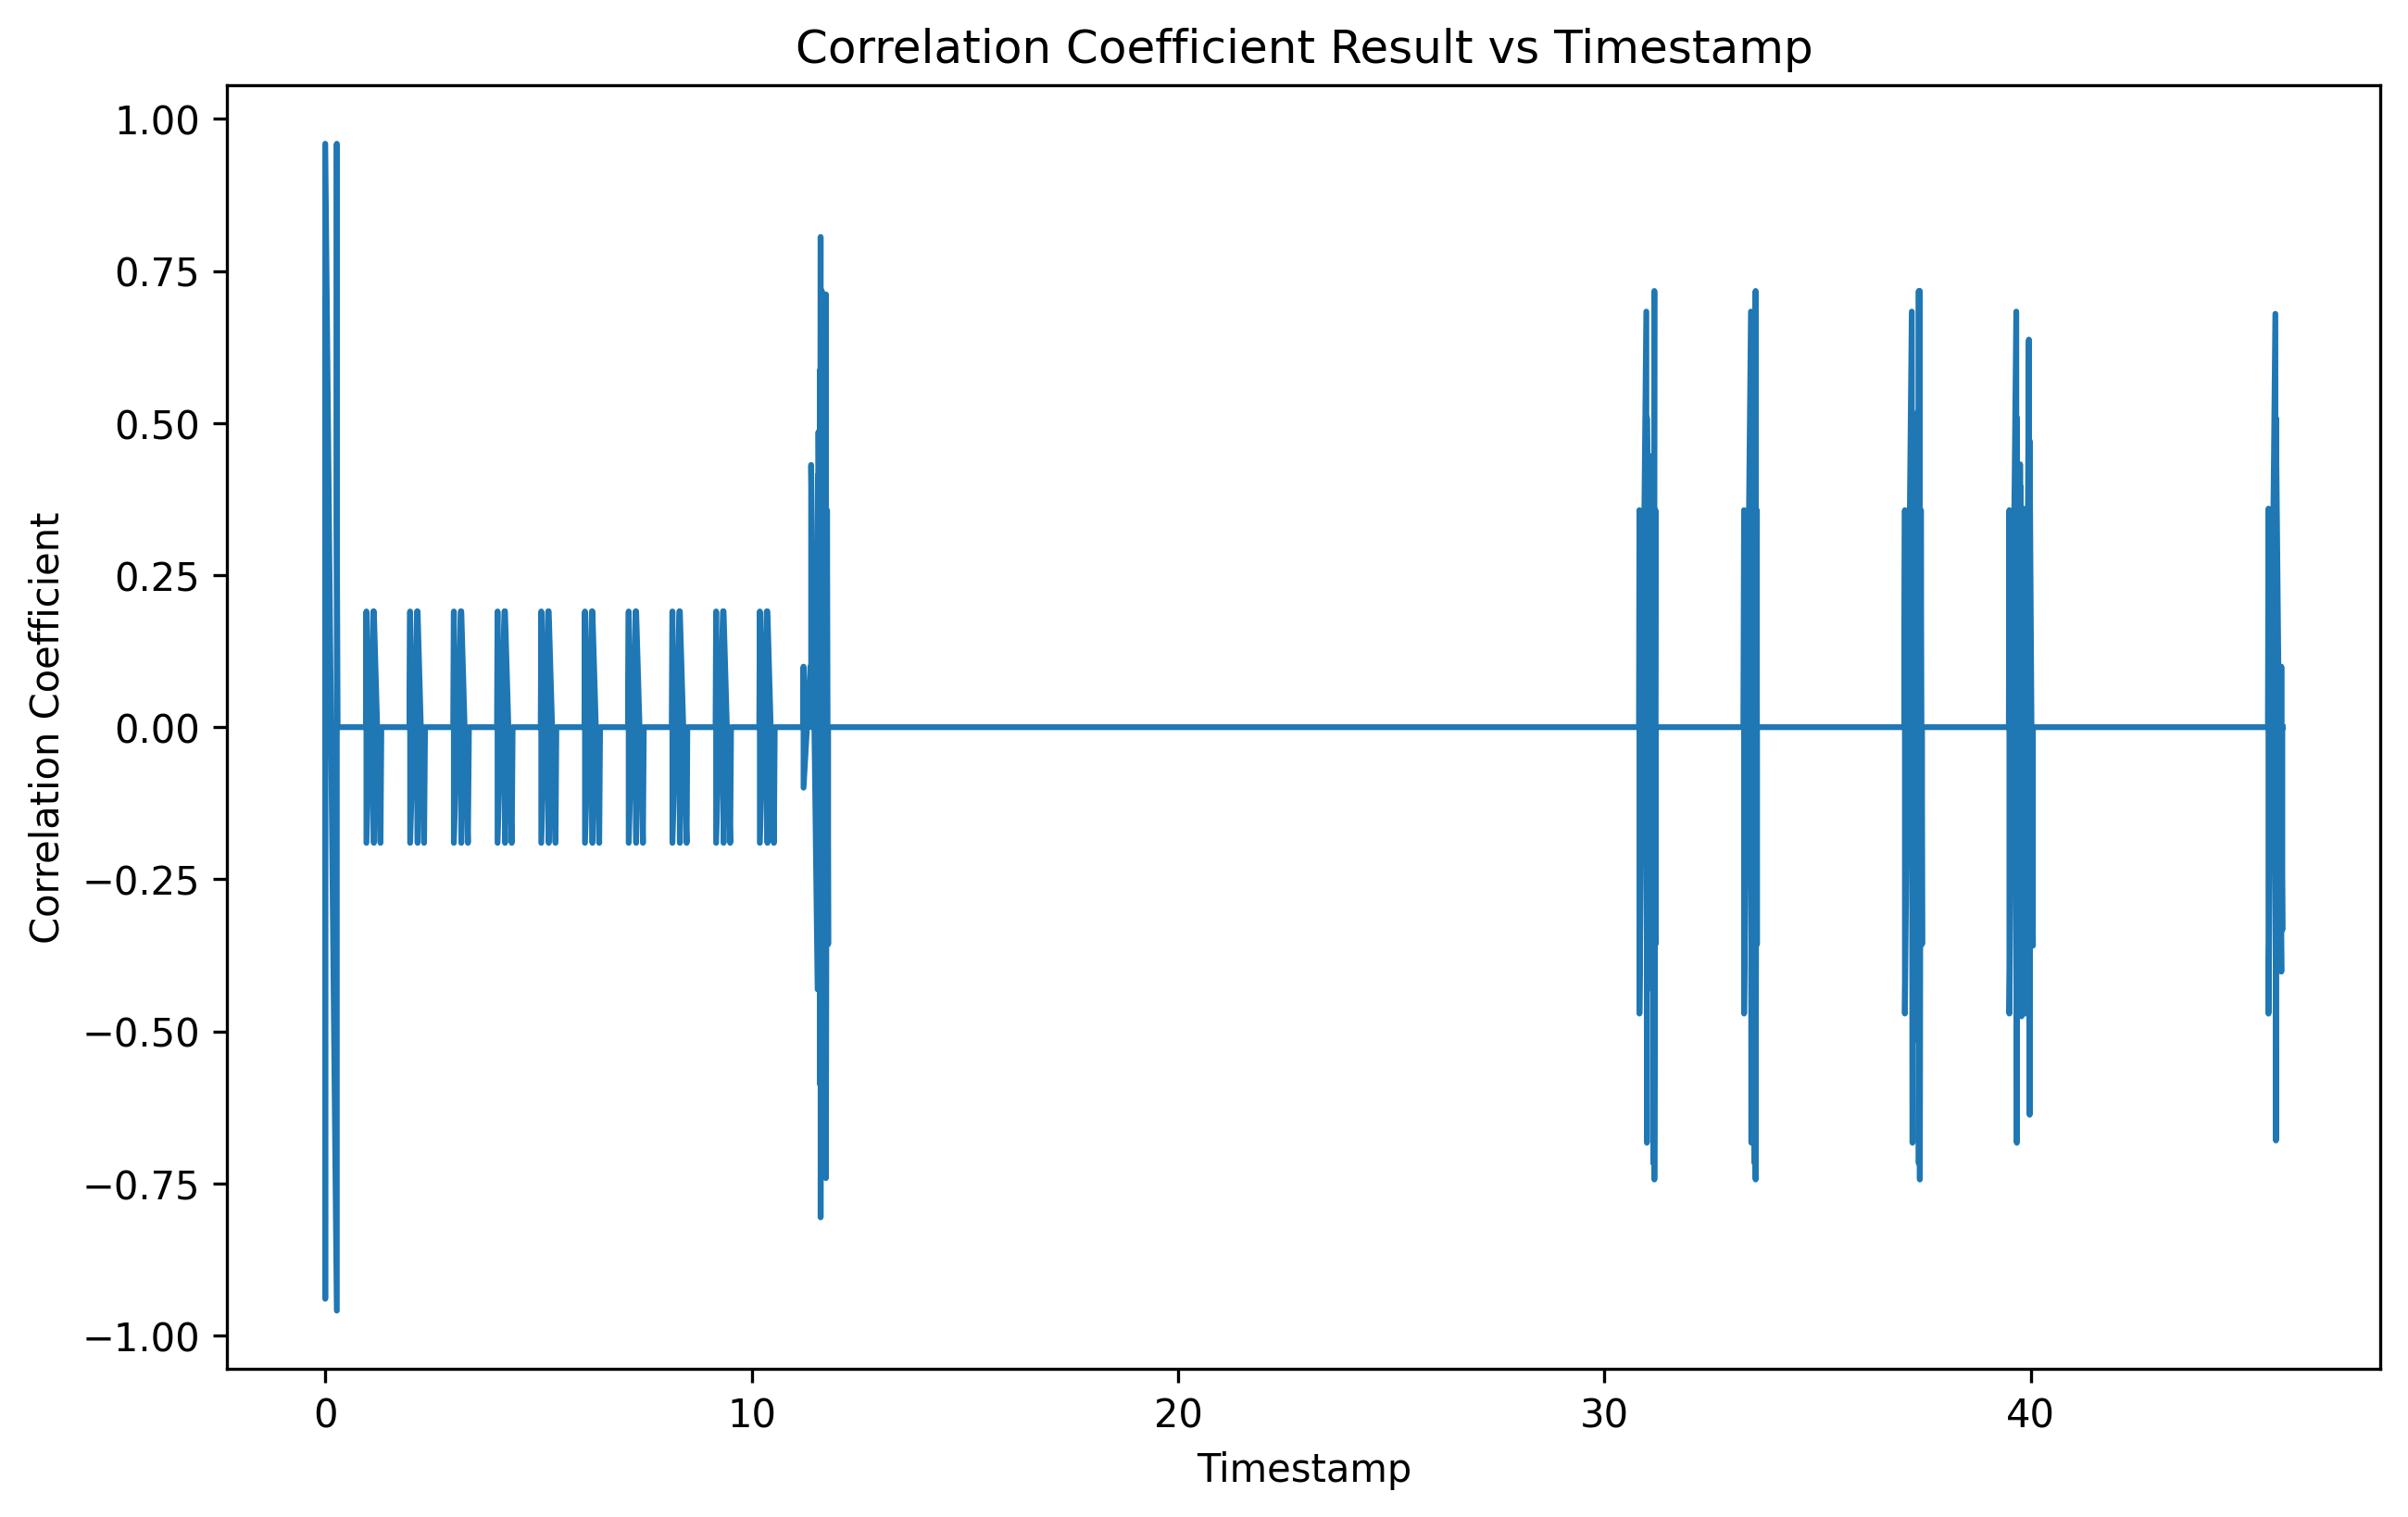 Correlation Coefficient Result vs Timestamp
Correlation Coefficient
1.00
0.75
0.50
0.25
0.00
−0.25
−0.50
−0.75
−1.00
0 10 20 30 40
Timestamp